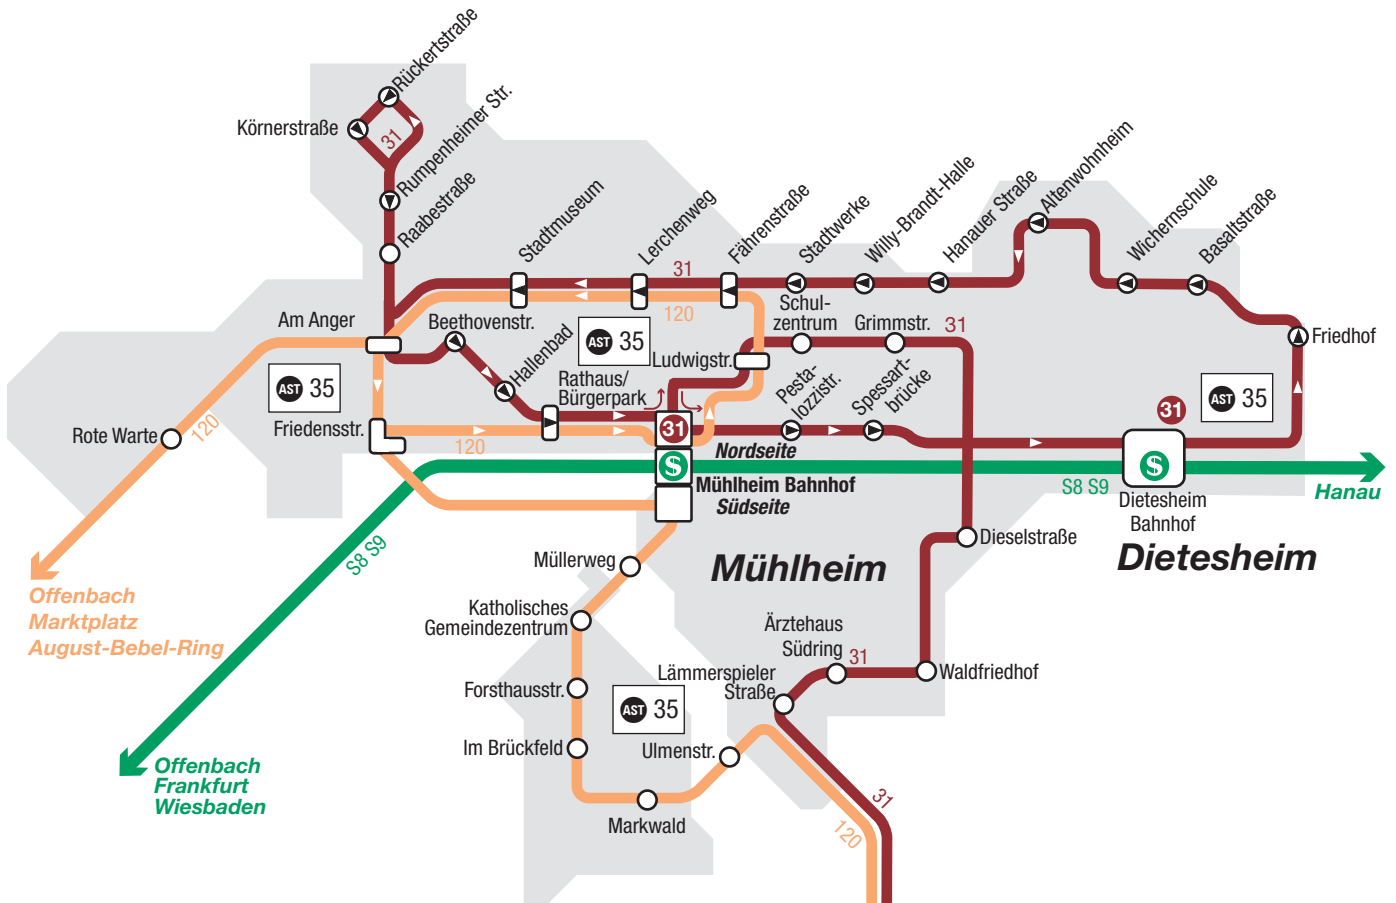 Rückertstraße
Körnerstraße
31
Rumpenheimer Str.
Raabestraße
Stadtmuseum
Lerchenweg
Fährenstraße
Stadtwerke
Willy-Brandt-Halle
Hanauer Straße
Altenwohnheim
Wichernschule
Basaltstraße
31
120
Am Anger
Beethovenstr.
Hallenbad
AST 35
Schul-
zentrum
Grimmstr.
31
Ludwigstr.
Friedhof
AST 35
Rathaus/
Bürgerpark
Pesta-
lozzistr.
Spessart-
brücke
AST 35
31
Rote Warte
120
Friedensstr.
120
31
Nordseite
S
Mühlheim Bahnhof
Südseite
S
S8 S9
Dietesheim
Bahnhof
Hanau
S8 S9
Müllerweg
Mühlheim
Dieselstraße
Dietesheim
Offenbach
Marktplatz
August-Bebel-Ring
Katholisches
Gemeindezentrum
Ärztehaus
Südring
31
Waldfriedhof
Lämmerspieler
Straße
Forsthausstr.
AST 35
Im Brückfeld
Ulmenstr.
Offenbach
Frankfurt
Wiesbaden
Markwald
31
120